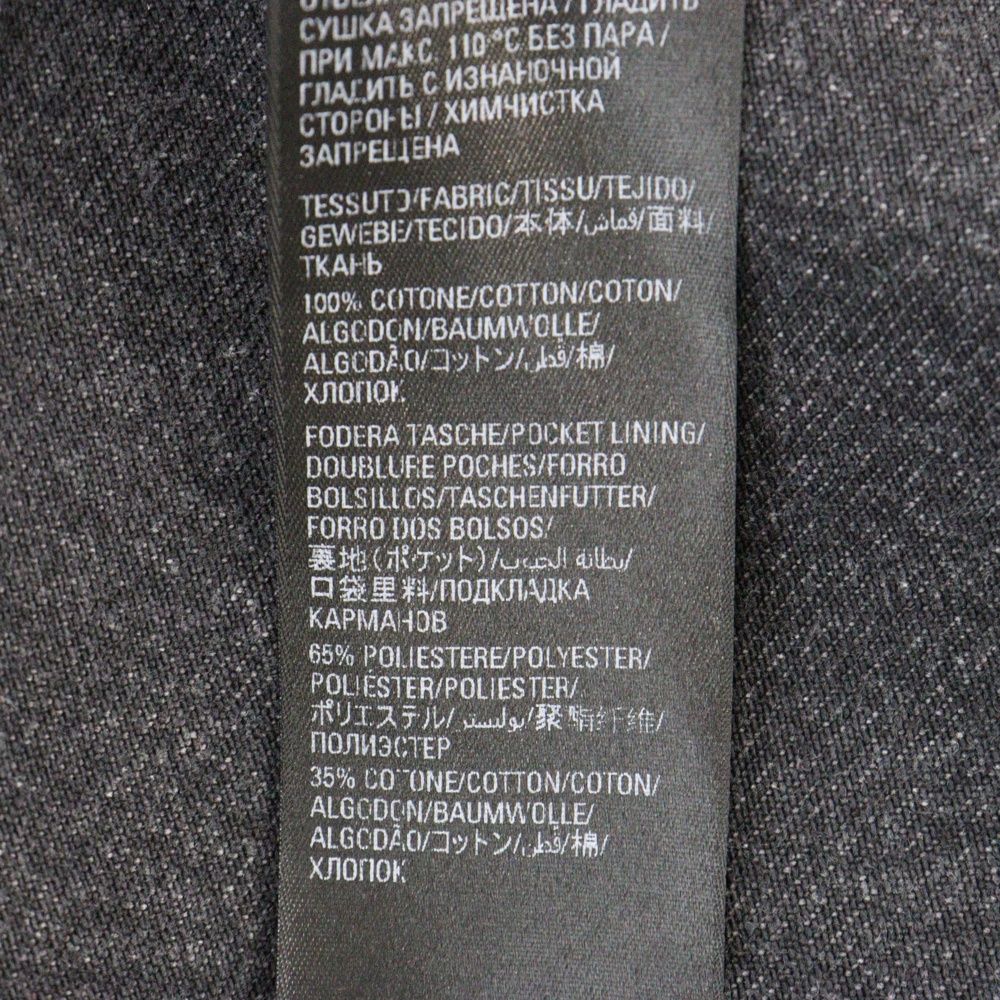 СУШКА ЗАПРЕЩЕНА / ГЛАДИТЬ
ПРИ МАКС. 110 °C БЕЗ ПАРА /
ГЛАДИТЬ С ИЗНАНОЧНОЙ
СТОРОНЫ / ХИМЧИСТКА
ЗАПРЕЩЕНА
TESSUTO/FABRIC/TISSU/TEJIDO/
GEWEBE/TECIDO/本体/قماش/面料/
ТКАНЬ
100% COTONE/COTTON/COTON/
ALGODON/BAUMWOLLE/
ALGODÃO/コットン/قطن/棉/
ХЛОПОК
FODERA TASCHE/POCKET LINING/
DOUBLURE POCHES/FORRO
BOLSILLOS/TASCHENFUTTER/
FORRO DOS BOLSOS/
裏地(ポケット)/بطانة الجيوب/
口袋里料/ПОДКЛАДКА
КАРМАНОВ
65% POLIESTERE/POLYESTER/
POLIÉSTER/POLIESTER/
ポリエステル/بوليستر/聚酯纤维/
ПОЛИЭСТЕР
35% COTONE/COTTON/COTON/
ALGODON/BAUMWOLLE/
ALGODÃO/コットン/قطن/棉/
ХЛОПОК